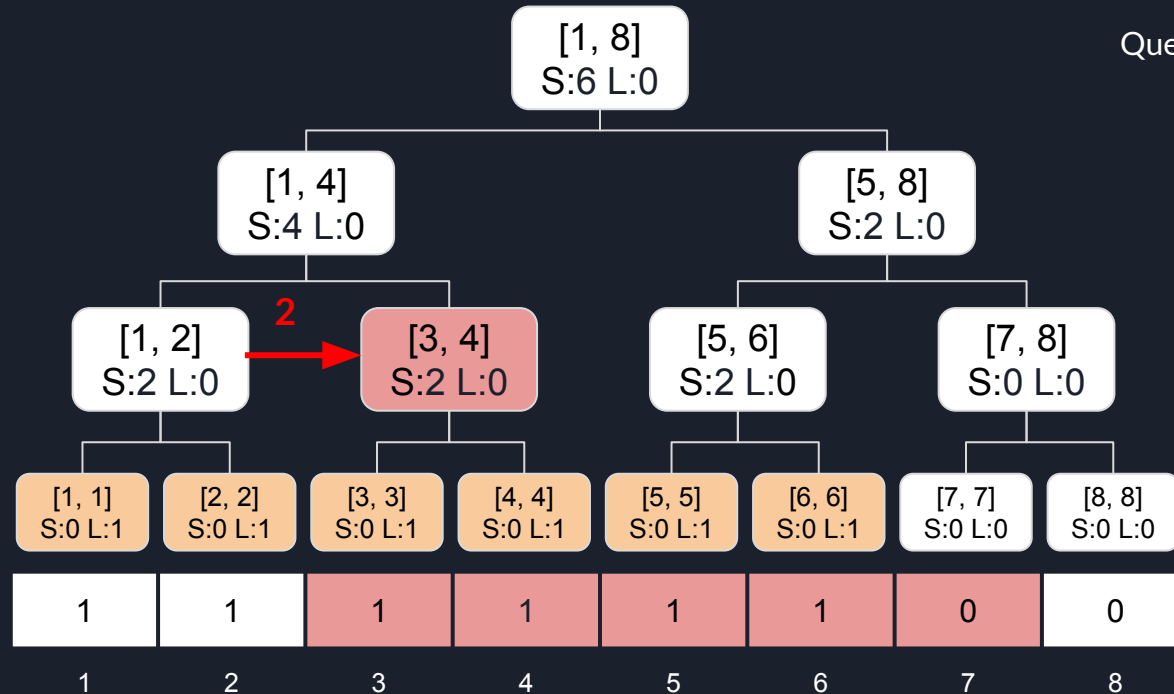 [1, 8]
S:6 L:0
Que
[1, 4]
S:4 L:0
[5, 8]
S:2 L:0
2
[1, 2]
S:2 L:0
[3, 4]
S:2 L:0
[5, 6]
S:2 L:0
[7, 8]
S:0 L:0
[1, 1]
S:0 L:1
[2, 2]
S:0 L:1
[3, 3]
S:0 L:1
[4, 4]
S:0 L:1
[5, 5]
S:0 L:1
[6, 6]
S:0 L:1
[7, 7]
S:0 L:0
[8, 8]
S:0 L:0
1 1 1 1 1 1 0 0
1 2 3 4 5 6 7 8